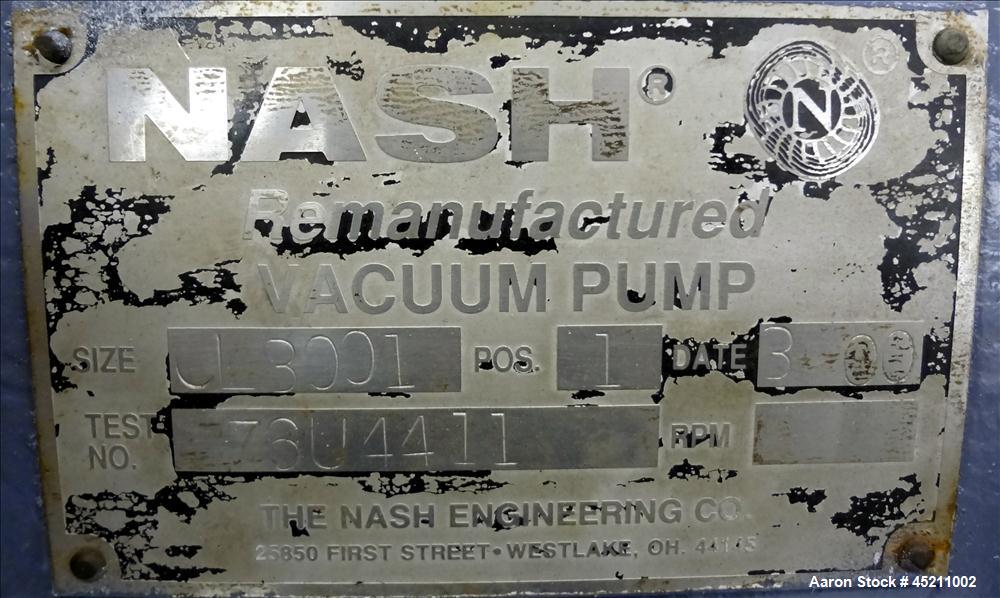 NASH®
N ®
Remanufactured
VACUUM PUMP
SIZE CL3001 POS. 1 DATE 3 00
TEST NO. 76U4411 RPM
THE NASH ENGINEERING CO.
25850 FIRST STREET • WESTLAKE, OH. 44145
Aaron Stock # 45211002